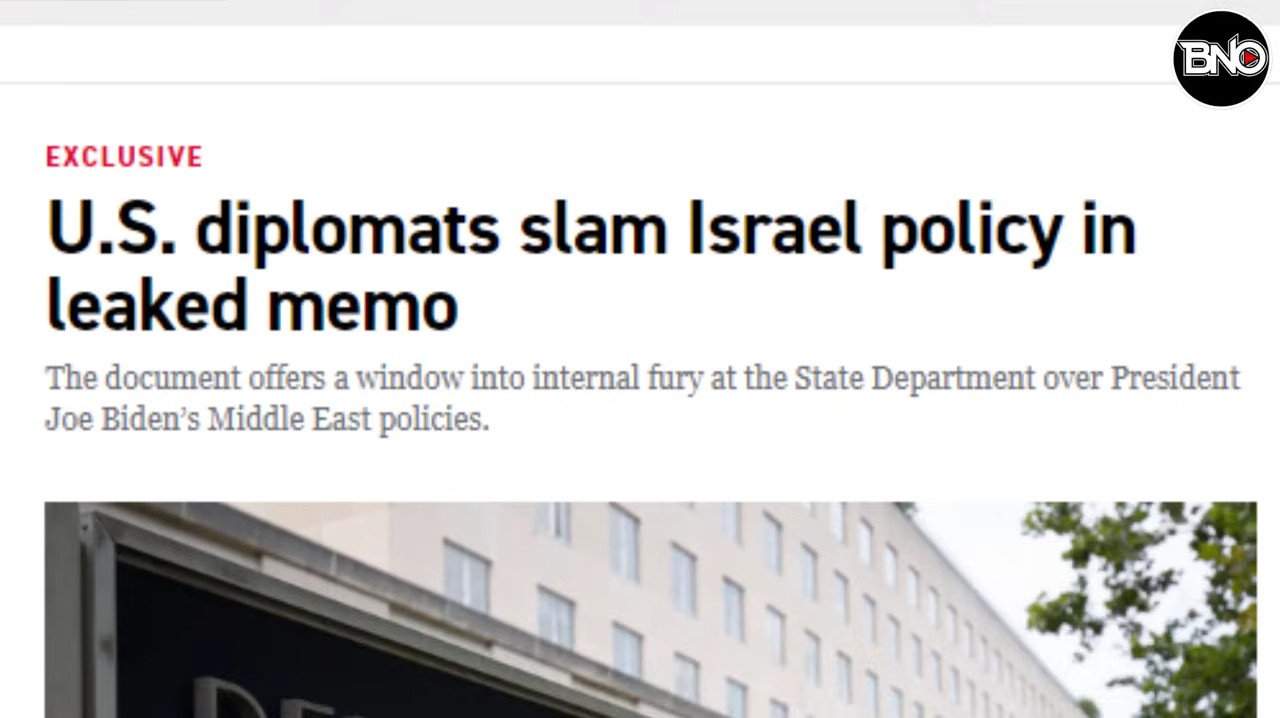 BNO
EXCLUSIVE
U.S. diplomats slam Israel policy in
leaked memo
The document offers a window into internal fury at the State Department over President
Joe Biden’s Middle East policies.
DE